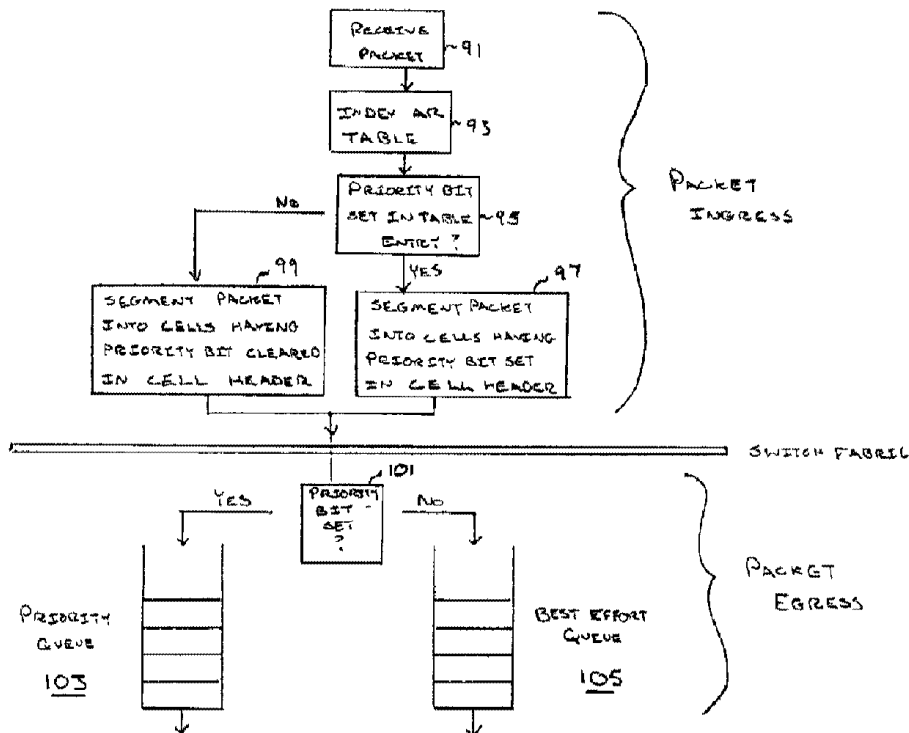 RECEIVE
PACKET
91
INDEX AR
TABLE
93
PRIORITY BIT
SET IN TABLE
ENTRY?
95
NO
YES
PACKET
INGRESS
99
SEGMENT PACKET
INTO CELLS HAVING
PRIORITY BIT CLEARED
IN CELL HEADER
97
SEGMENT PACKET
INTO CELLS HAVING
PRIORITY BIT SET
IN CELL HEADER
SWITCH FABRIC
101
PRIORITY
BIT
SET
?
YES
NO
PRIORITY
QUEUE
103
BEST EFFORT
QUEUE
105
PACKET
EGRESS